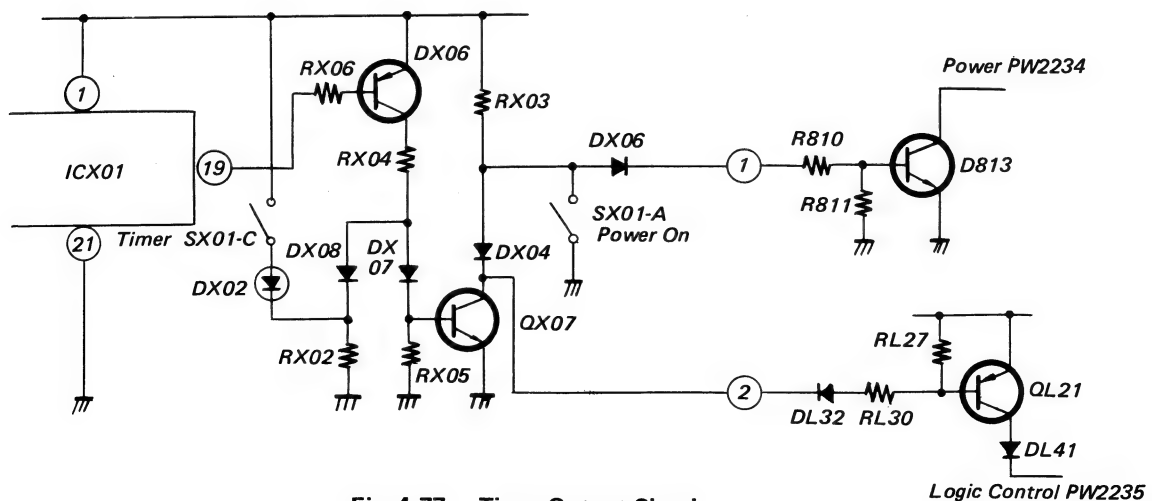 DX06
RX06
Power PW2234
1
RX03
DX06
R810
ICX01
19
RX04
1
D813
R811
SX01-A
Power On
21
Timer SX01-C
DX08
DX
07
DX04
DX02
QX07
RL27
RX02
RX05
2
QL21
DL32
RL30
DL41
Logic Control PW2235